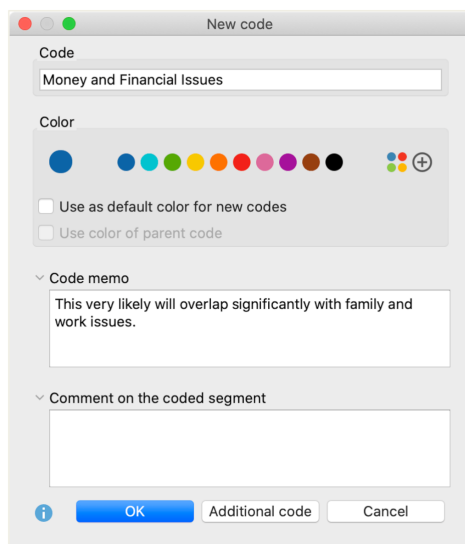 New code
Code
Money and Financial Issues
Color
Use as default color for new codes
Use color of parent code
Code memo
This very likely will overlap significantly with family and
work issues.
Comment on the coded segment
OK
Additional code
Cancel